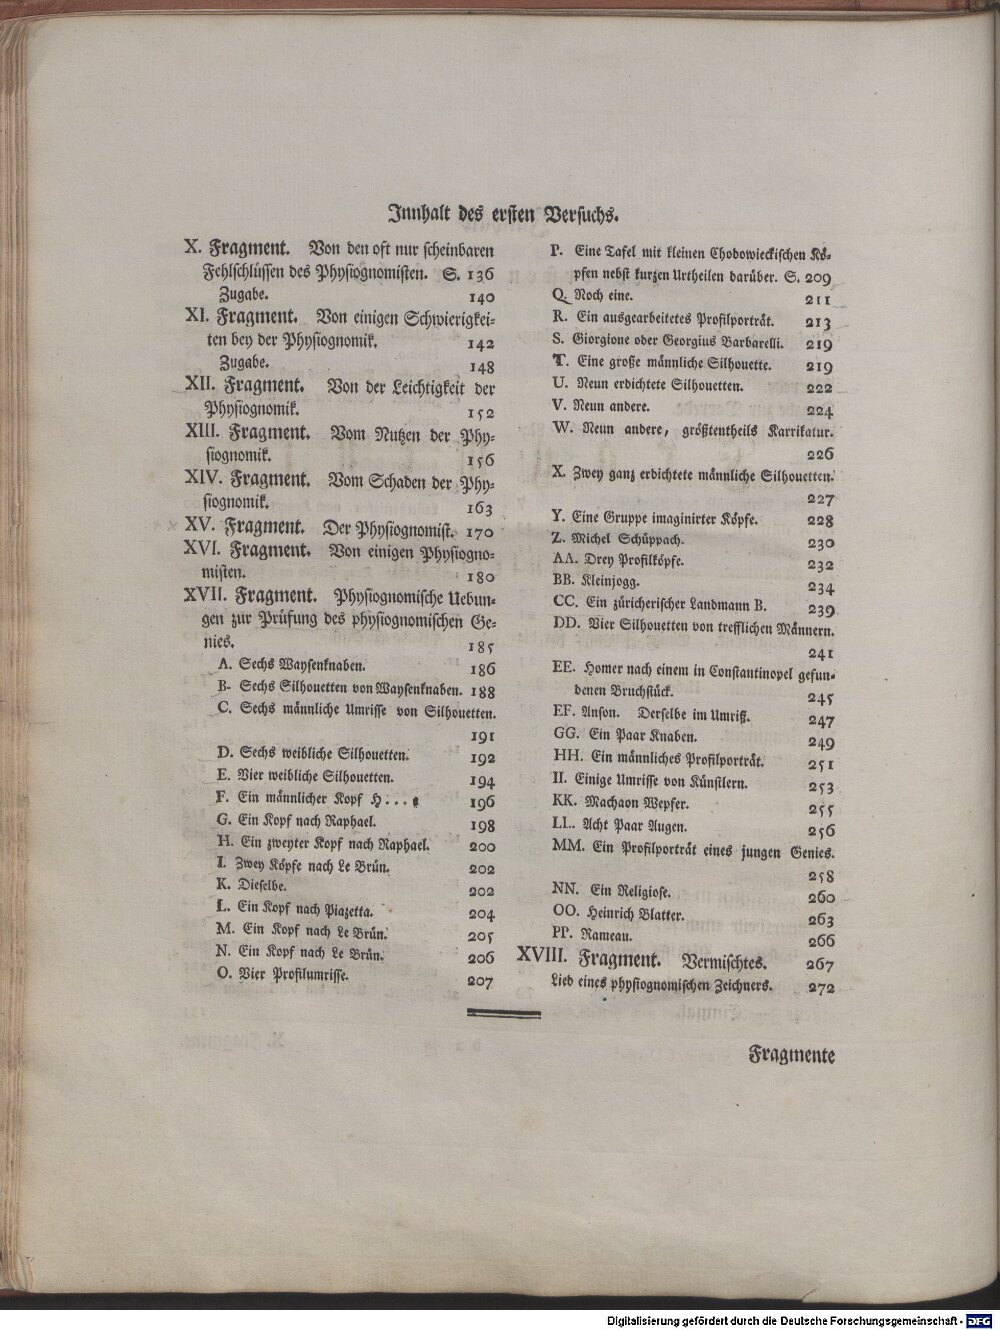 Innhalt des ersten Versuchs.
X. Fragment. Von den oft nur scheinbaren
Fehlschlüssen des Physiognomisten. S. 136
Zugabe. 140
XI. Fragment. Von einigen Schwierigkei-
ten bey der Physiognomik. 142
Zugabe. 148
XII. Fragment. Von der Leichtigkeit der
Physiognomik. 152
XIII. Fragment. Vom Nutzen der Phy-
siognomik. 156
XIV. Fragment. Vom Schaden der Phy-
siognomik. 163
XV. Fragment. Der Physiognomist. 170
XVI. Fragment. Von einigen Physiogno-
misten. 180
XVII. Fragment. Physiognomische Uebun-
gen zur Prüfung des physiognomischen Ge-
nies. 185
A. Sechs Waysenknaben. 186
B. Sechs Silhouetten von Waysenknaben. 188
C. Sechs männliche Umrisse von Silhouetten.
191
D. Sechs weibliche Silhouetten. 192
E. Vier weibliche Silhouetten. 194
F. Ein männlicher Kopf H...e 196
G. Ein Kopf nach Raphael. 198
H. Ein zweyter Kopf nach Raphael. 200
I. Zwey Köpfe nach Le Brün. 202
K. Dieselbe. 202
L. Ein Kopf nach Piazetta. 204
M. Ein Kopf nach Le Brün. 205
N. Ein Kopf nach Le Brün. 206
O. Vier Profilumrisse. 207
P. Eine Tafel mit kleinen Chodowieckischen Kö-
pfen nebst kurzen Urtheilen darüber. S. 209
Q. Noch eine. 211
R. Ein ausgearbeitetes Profilporträt. 213
S. Giorgione oder Georgius Barbarelli. 219
T. Eine große männliche Silhouette. 219
U. Neun erdichtete Silhouetten. 222
V. Neun andere. 224
W. Neun andere, größtentheils Karrikatur.
226
X. Zwey ganz erdichtete männliche Silhouetten.
227
Y. Eine Gruppe imaginirter Köpfe. 228
Z. Michel Schüppach. 230
AA. Drey Profilköpfe. 232
BB. Kleinjogg. 234
CC. Ein züricherischer Landmann B. 239
DD. Vier Silhouetten von trefflichen Männern.
241
EE. Homer nach einem in Constantinopel gefun-
denen Bruchstück. 245
EF. Anson. Derselbe im Umriß. 247
GG. Ein Paar Knaben. 249
HH. Ein männliches Profilporträt. 251
II. Einige Umrisse von Künstlern. 253
KK. Machaon Wepfer. 255
LL. Acht Paar Augen. 256
MM. Ein Profilporträt eines jungen Genies.
258
NN. Ein Religiose. 260
OO. Heinrich Blatter. 263
PP. Rameau. 266
XVIII. Fragment. Vermischtes. 267
Lied eines physiognomischen Zeichners. 272
Fragmente
Digitalisierung gefördert durch die Deutsche Forschungsgemeinschaft - DFG